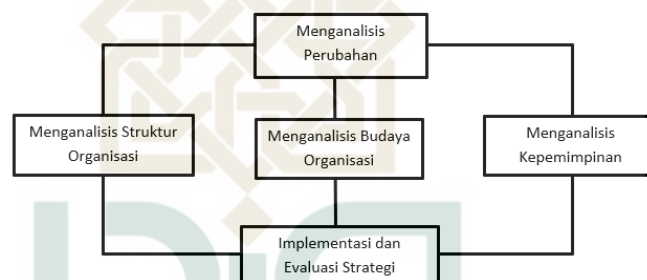 Menganalisis
Perubahan
Menganalisis Struktur
Organisasi
Menganalisis Budaya
Organisasi
Menganalisis
Kepemimpinan
Implementasi dan
Evaluasi Strategi